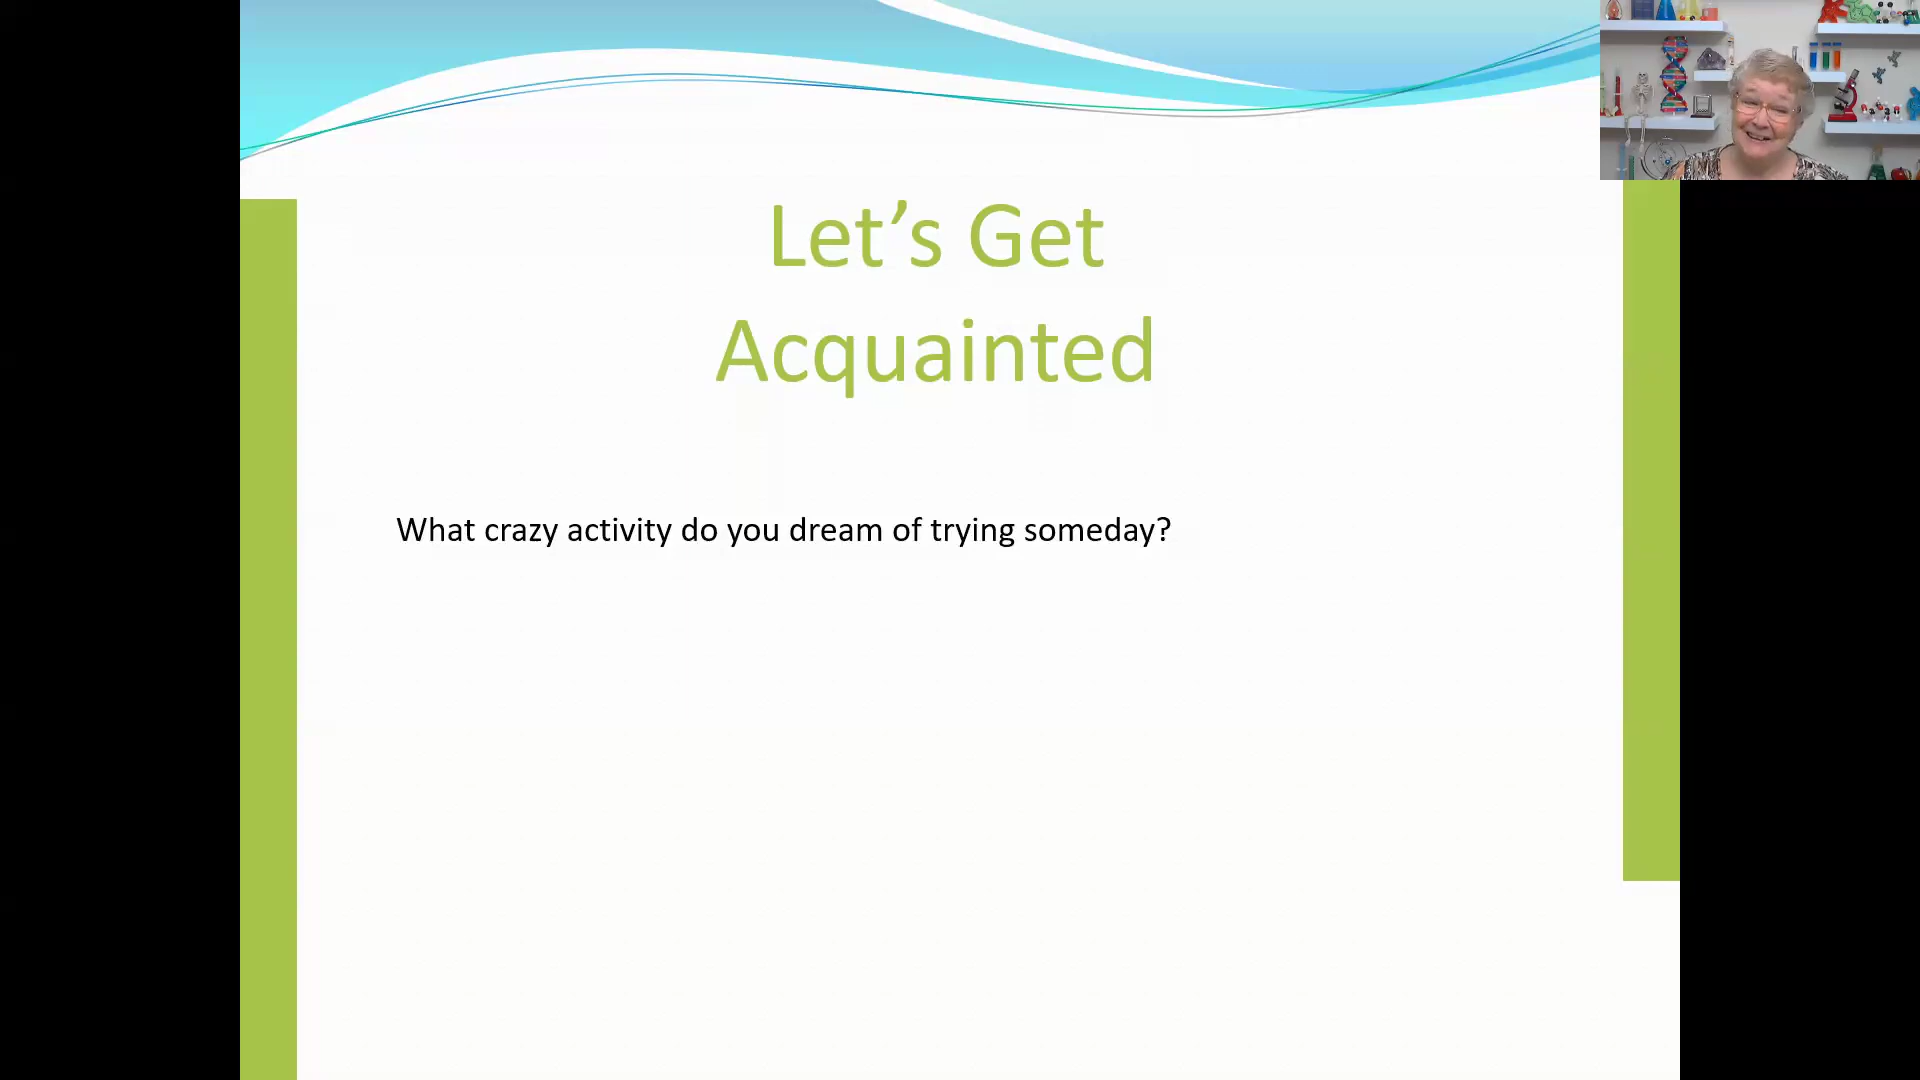 Let’s Get
Acquainted
What crazy activity do you dream of trying someday?